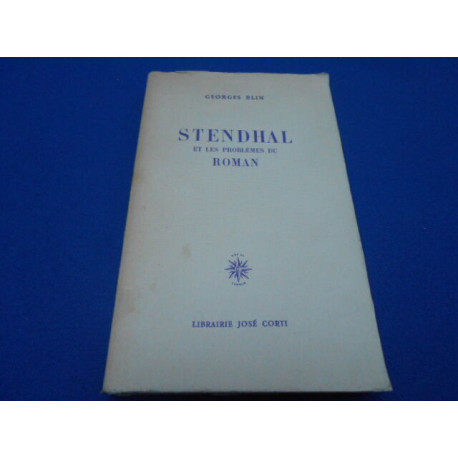 GEORGES BLIN
STENDHAL
ET LES PROBLÈMES DU
ROMAN
LIBRAIRIE JOSÉ CORTI